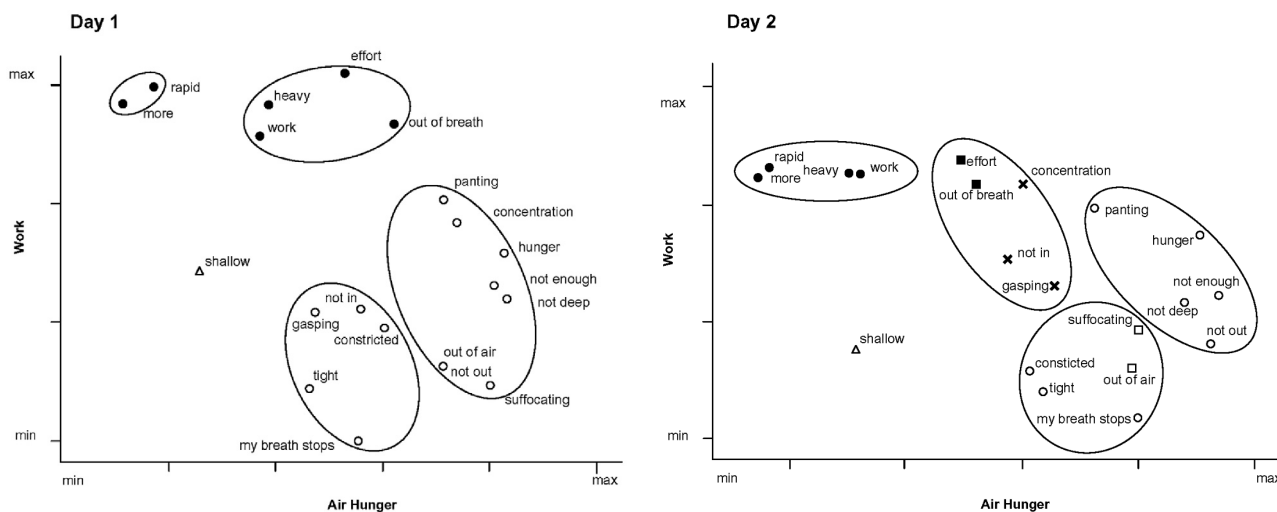 Day 1
effort
max
rapid
heavy
more
work
out of breath
panting
concentration
hunger
Work
shallow
not enough
not in
not deep
gasping
constricted
out of air
not out
tight
suffocating
my breath stops
min
min
max
Air Hunger
Day 2
max
rapid
effort
more
heavy
work
concentration
out of breath
panting
hunger
Work
not in
not enough
gasping
not deep
suffocating
not out
shallow
consticted
out of air
tight
my breath stops
min
min
max
Air Hunger